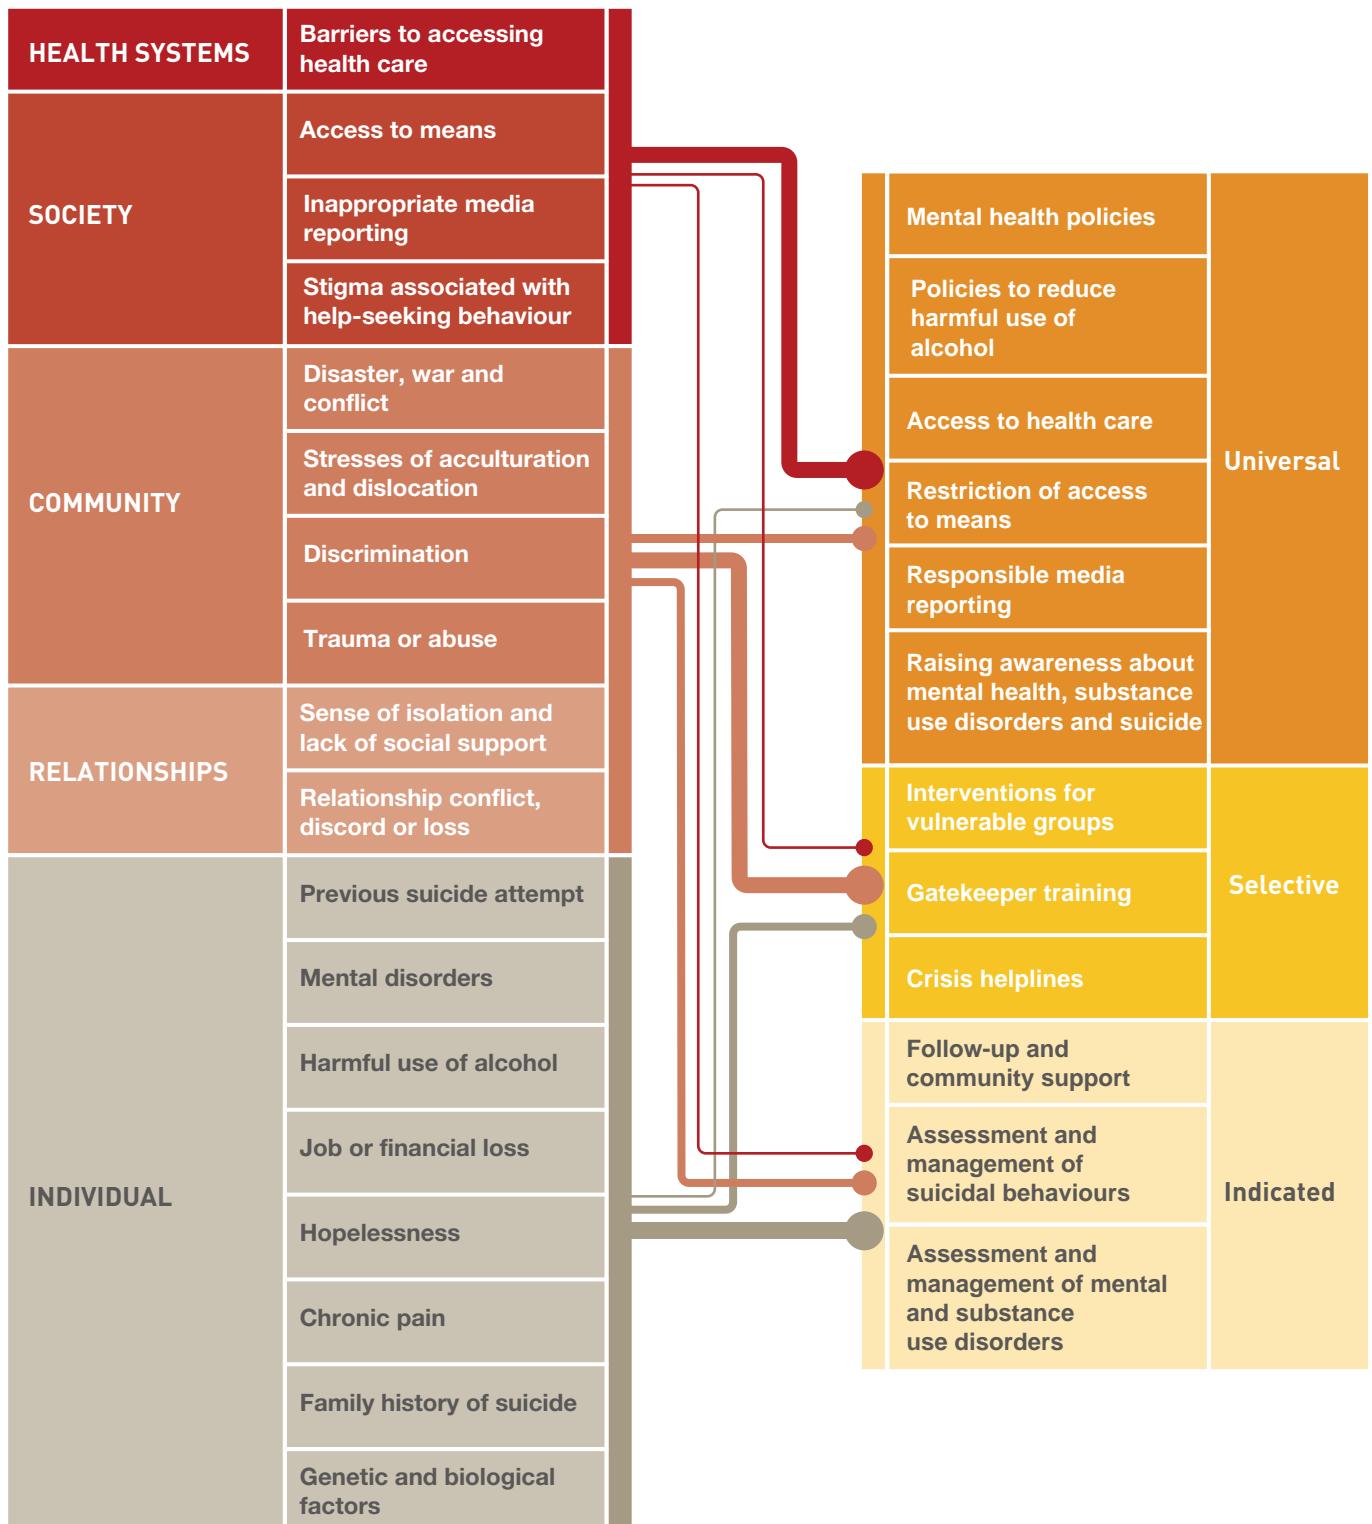 HEALTH SYSTEMS
Barriers to accessing
health care
SOCIETY
Access to means
Inappropriate media
reporting
Stigma associated with
help-seeking behaviour
COMMUNITY
Disaster, war and
conflict
Stresses of acculturation
and dislocation
Discrimination
Trauma or abuse
RELATIONSHIPS
Sense of isolation and
lack of social support
Relationship conflict,
discord or loss
INDIVIDUAL
Previous suicide attempt
Mental disorders
Harmful use of alcohol
Job or financial loss
Hopelessness
Chronic pain
Family history of suicide
Genetic and biological
factors
Mental health policies
Policies to reduce
harmful use of
alcohol
Access to health care
Restriction of access
to means
Responsible media
reporting
Raising awareness about
mental health, substance
use disorders and suicide
Universal
Interventions for
vulnerable groups
Gatekeeper training
Crisis helplines
Selective
Follow-up and
community support
Assessment and
management of
suicidal behaviours
Assessment and
management of mental
and substance
use disorders
Indicated